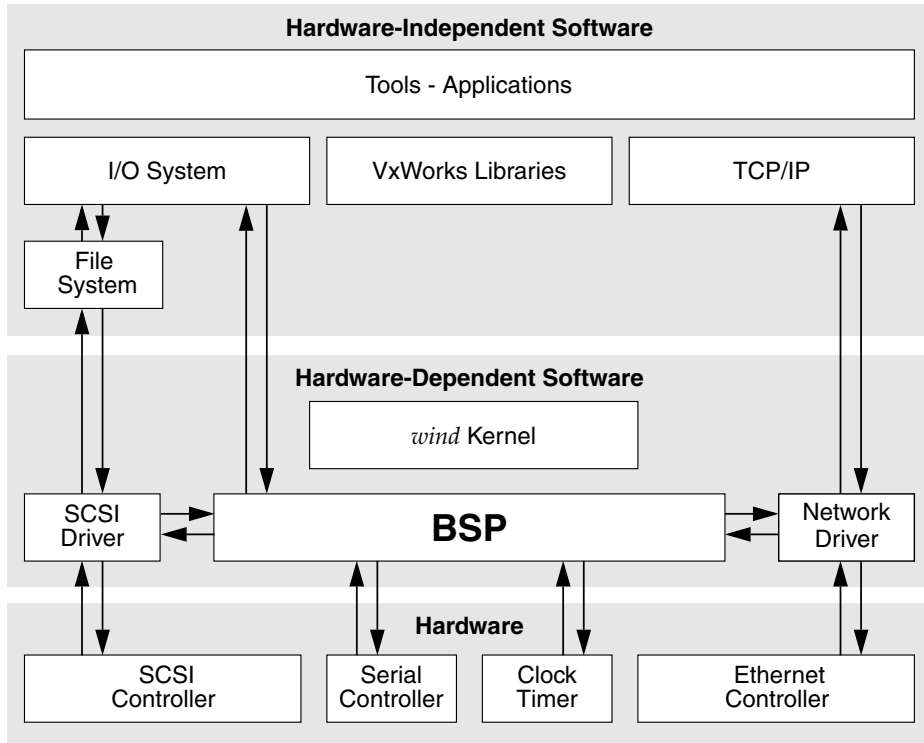 Hardware-Independent Software
Tools - Applications
I/O System
VxWorks Libraries
TCP/IP
File
System
Hardware-Dependent Software
wind Kernel
SCSI
Driver
BSP
Network
Driver
Hardware
SCSI
Controller
Serial
Controller
Clock
Timer
Ethernet
Controller